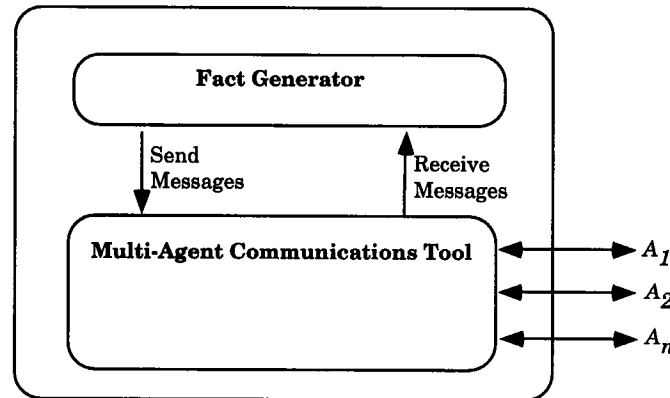 Fact Generator
Send
Messages
Receive
Messages
Multi-Agent Communications Tool
A1
A2
An